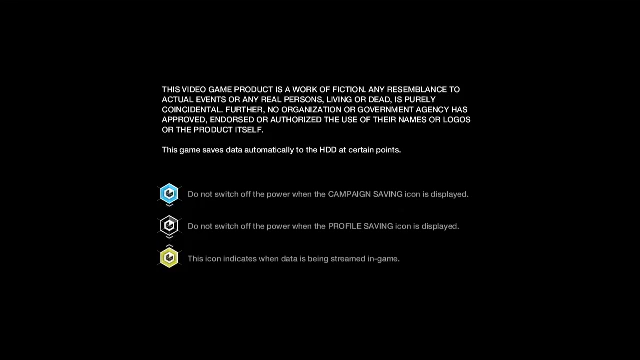 THIS VIDEO GAME PRODUCT IS A WORK OF FICTION. ANY RESEMBLANCE TO
ACTUAL EVENTS OR ANY REAL PERSONS, LIVING OR DEAD, IS PURELY
COINCIDENTAL. FURTHER, NO ORGANIZATION OR GOVERNMENT AGENCY HAS
APPROVED, ENDORSED OR AUTHORIZED THE USE OF THEIR NAMES OR LOGOS
OR THE PRODUCT ITSELF.
This game saves data automatically to the HDD at certain points.
Do not switch off the power when the CAMPAIGN SAVING icon is displayed.
Do not switch off the power when the PROFILE SAVING icon is displayed.
This icon indicates when data is being streamed in-game.